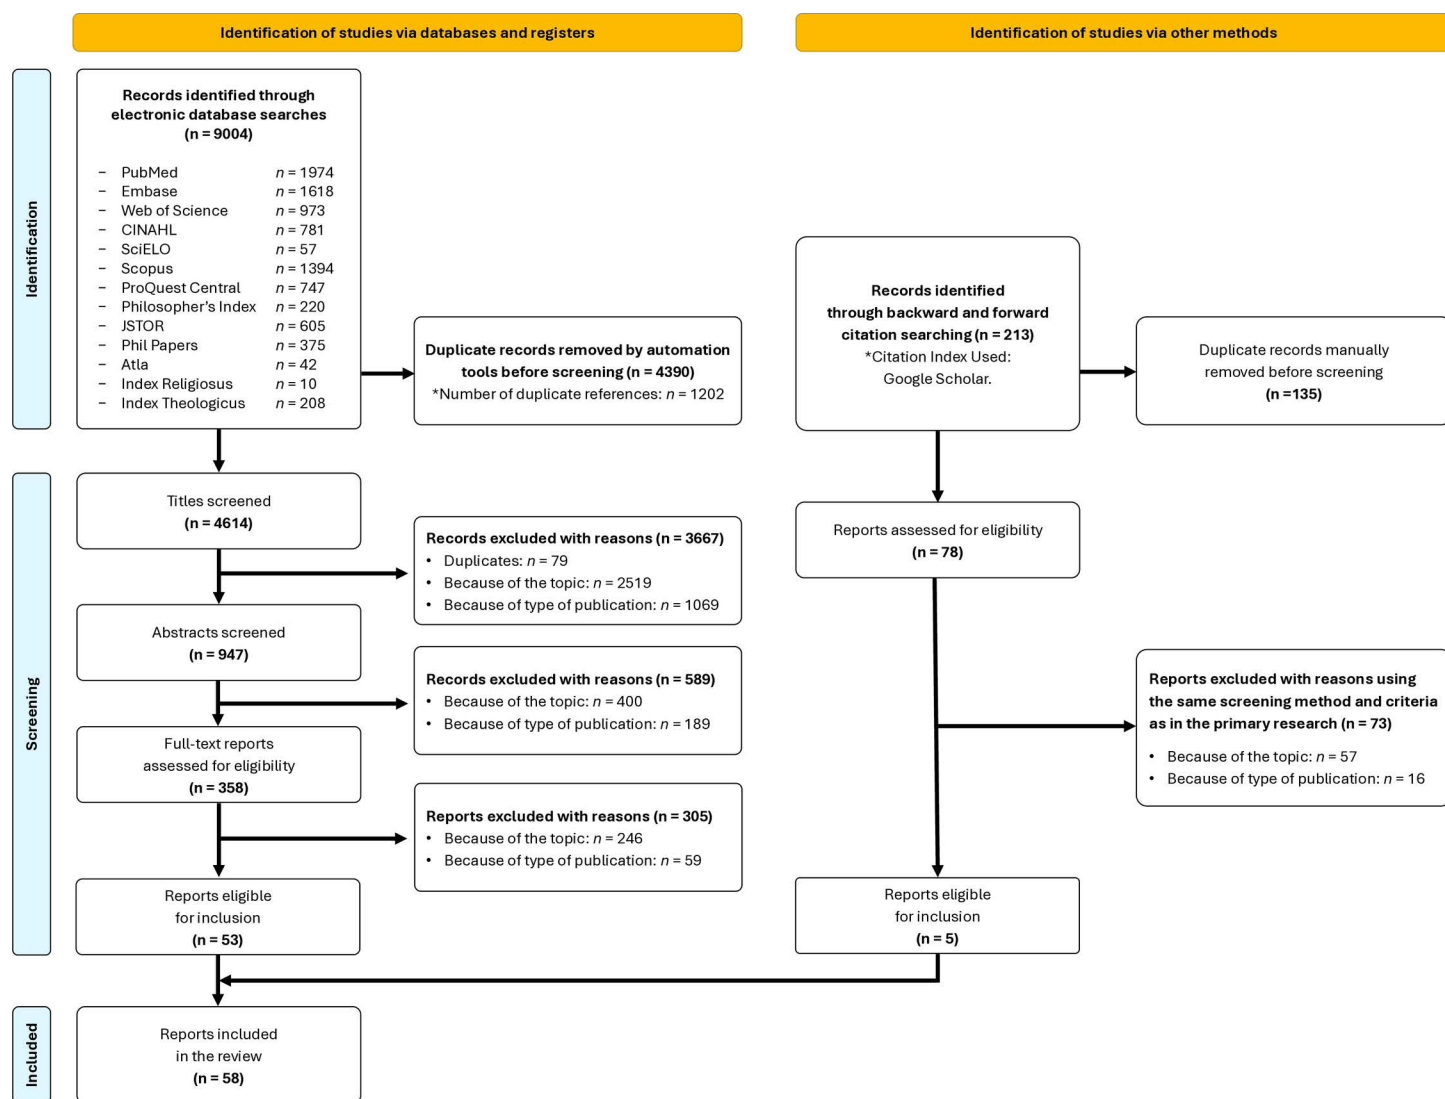 Identification of studies via databases and registers
Identification of studies via other methods
Identification
Records identified through
electronic database searches
(n = 9004)
– PubMed n = 1974
– Embase n = 1618
– Web of Science n = 973
– CINAHL n = 781
– SciELO n = 57
– Scopus n = 1394
– ProQuest Central n = 747
– Philosopher's Index n = 220
– JSTOR n = 605
– Phil Papers n = 375
– Atla n = 42
– Index Religiosus n = 10
– Index Theologicus n = 208
Duplicate records removed by automation
tools before screening (n = 4390)
*Number of duplicate references: n = 1202
Records identified
through backward and forward
citation searching (n = 213)
*Citation Index Used:
Google Scholar.
Duplicate records manually
removed before screening
(n =135)
Screening
Titles screened
(n = 4614)
Records excluded with reasons (n = 3667)
• Duplicates: n = 79
• Because of the topic: n = 2519
• Because of type of publication: n = 1069
Abstracts screened
(n = 947)
Records excluded with reasons (n = 589)
• Because of the topic: n = 400
• Because of type of publication: n = 189
Full-text reports
assessed for eligibility
(n = 358)
Reports excluded with reasons (n = 305)
• Because of the topic: n = 246
• Because of type of publication: n = 59
Reports eligible
for inclusion
(n = 53)
Reports assessed for eligibility
(n = 78)
Reports excluded with reasons using
the same screening method and criteria
as in the primary research (n = 73)
• Because of the topic: n = 57
• Because of type of publication: n = 16
Reports eligible
for inclusion
(n = 5)
Included
Reports included
in the review
(n = 58)